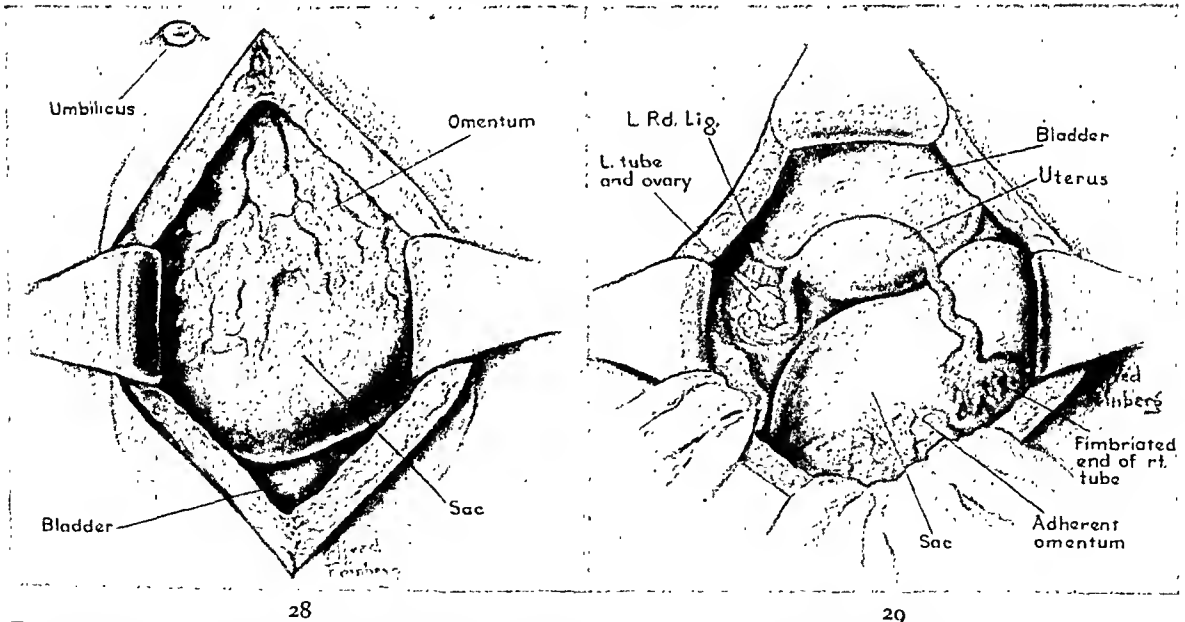 Umbilicus
Omentum
Bladder
Sac
28
L. Rd. Lig.
L. tube
and ovary
Bladder
Uterus
Fimbriated
end of rt.
tube
Adherent
omentum
Sac
29